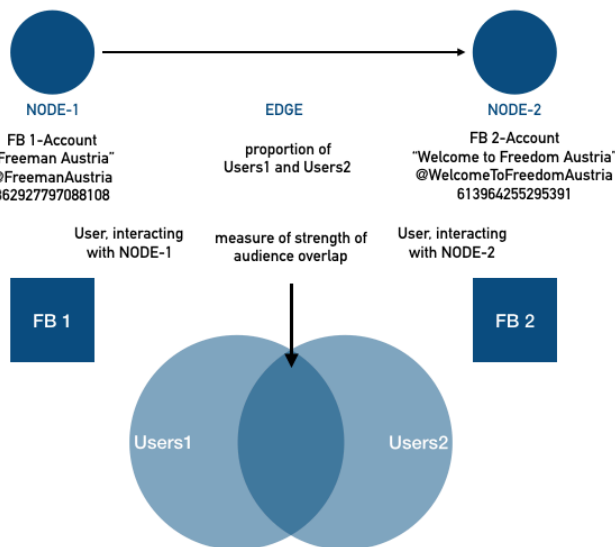 NODE-1
EDGE
NODE-2
FB 1-Account
Freeman Austria"
@FreemanAustria
862927797088108
proportion of
Users1 and Users2
FB 2-Account
“Welcome to Freedom Austria"
@WelcomeToFreedomAustria
613964255295391
User, interacting
with NODE-1
measure of strength of
audience overlap
User, interacting
with NODE-2
FB 1
FB 2
Users1
Users2